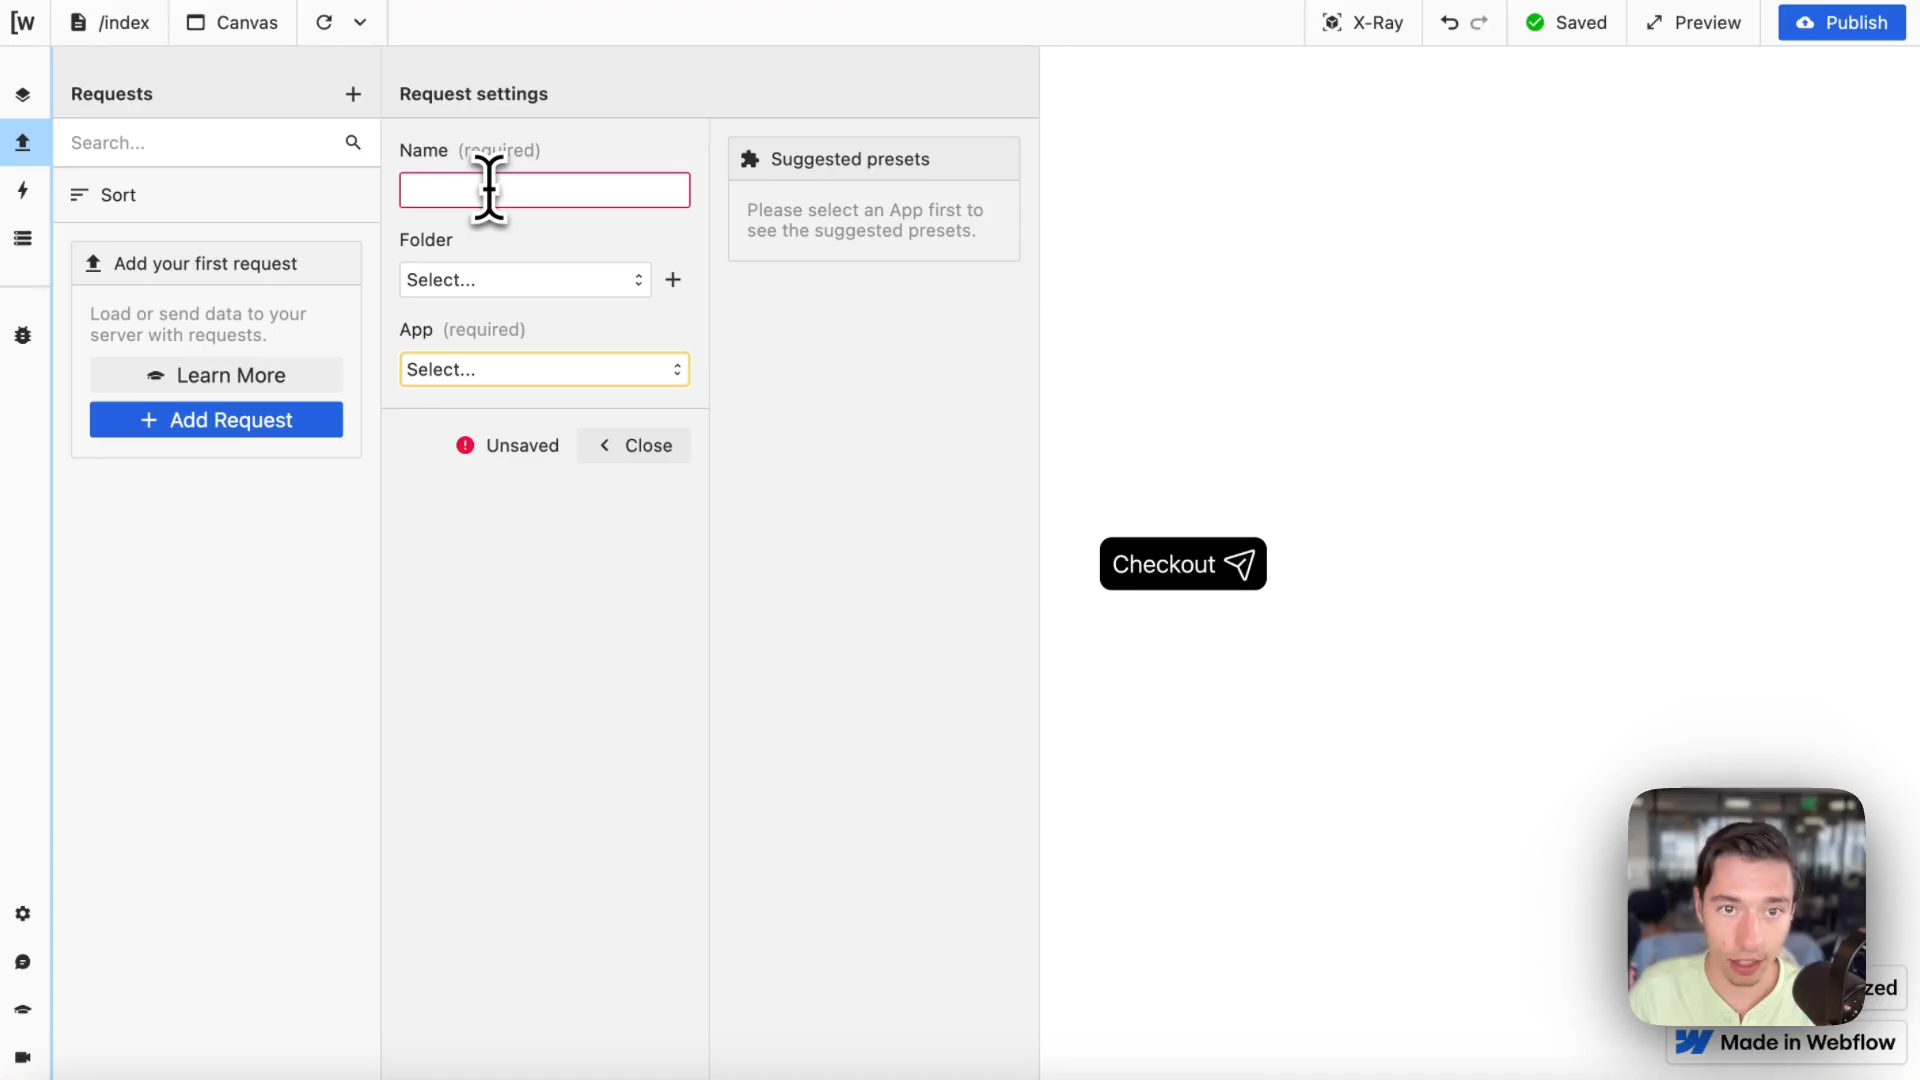 [w
/index
Canvas
X-Ray
Saved
Preview
Publish
Requests
Request settings
Search...
Sort
Add your first request
Load or send data to your
server with requests.
Learn More
Add Request
Name (required)
Folder
Select...
App (required)
Select...
Unsaved
Close
Suggested presets
Please select an App first to
see the suggested presets.
Checkout
Made in Webflow